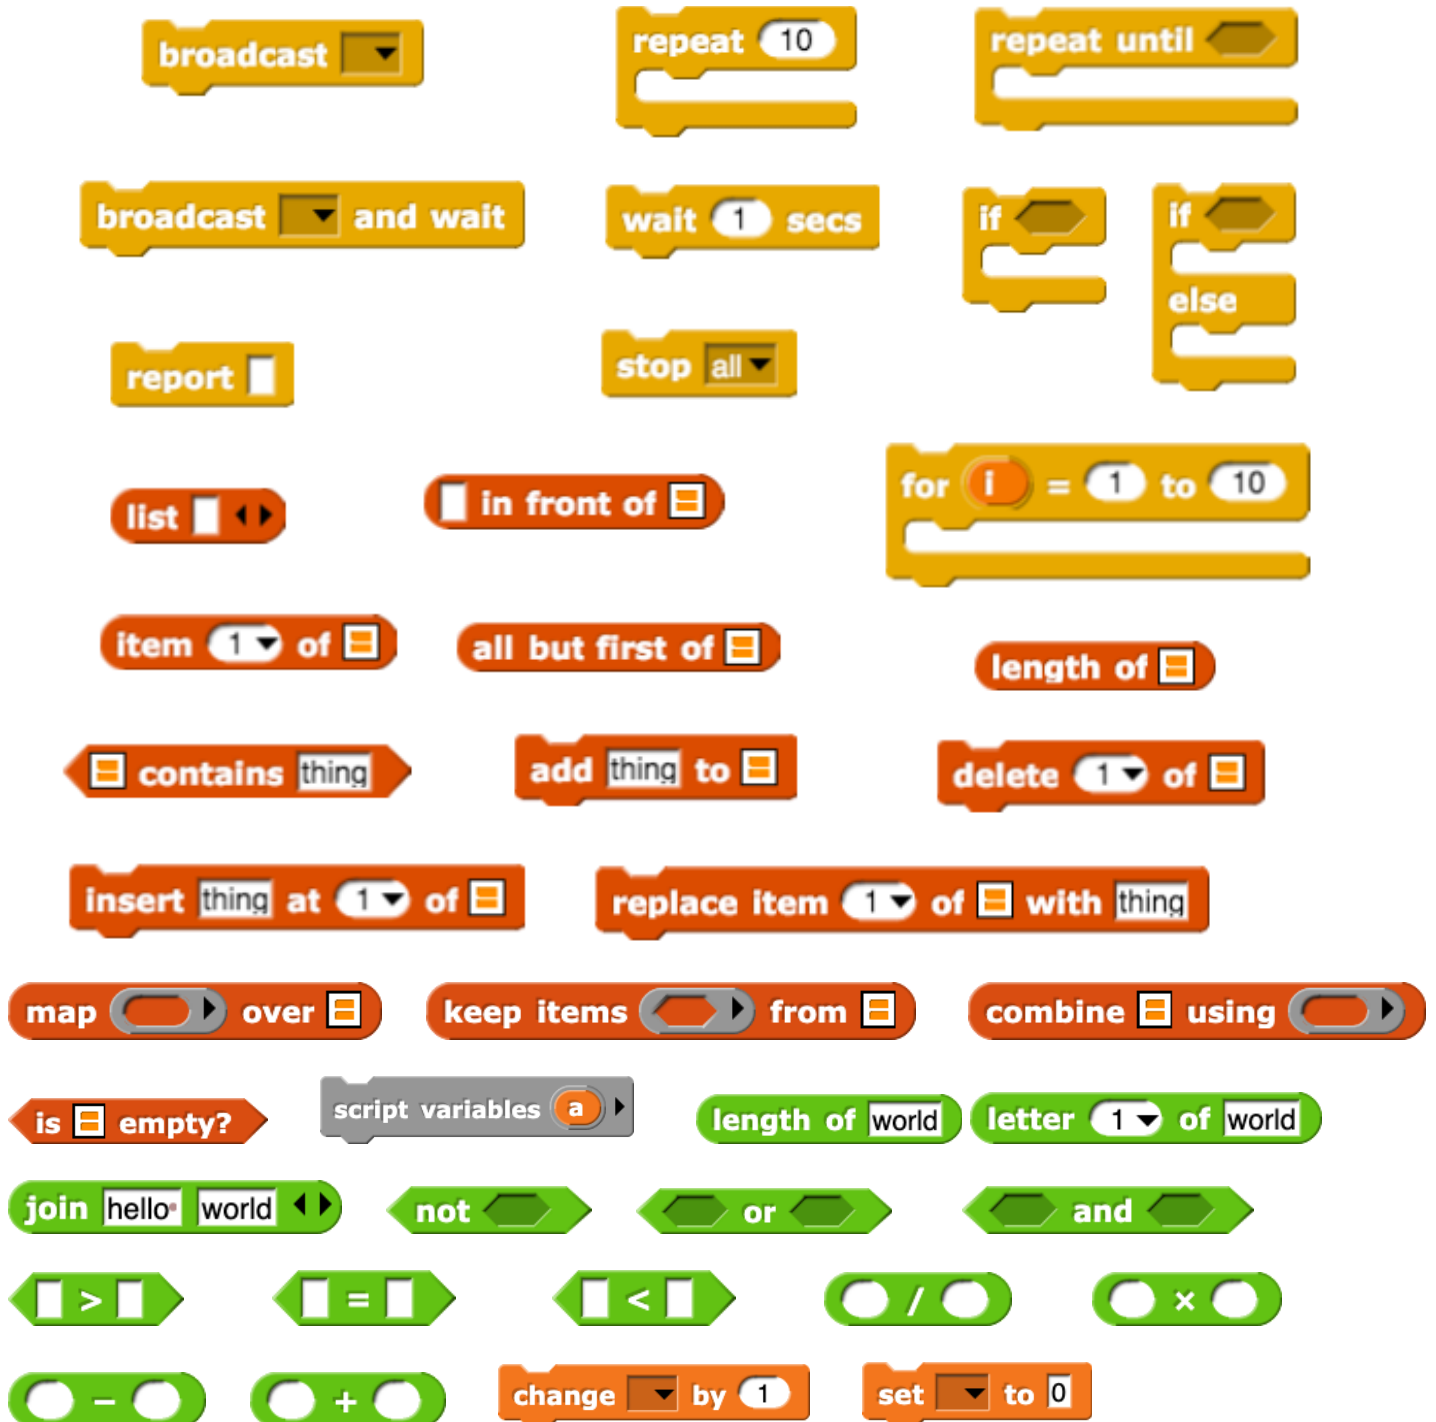 broadcast
repeat 10
repeat until
broadcast and wait
wait 1 secs
if
if
else
report
stop all
for i = 1 to 10
list
in front of
item 1 of
all but first of
length of
contains thing
add thing to
delete 1 of
insert thing at 1 of
replace item 1 of with thing
map over
keep items from
combine using
is empty?
script variables a
length of world
letter 1 of world
join hello world
not
or
and
>
=
<
/
×
−
+
change by 1
set to 0